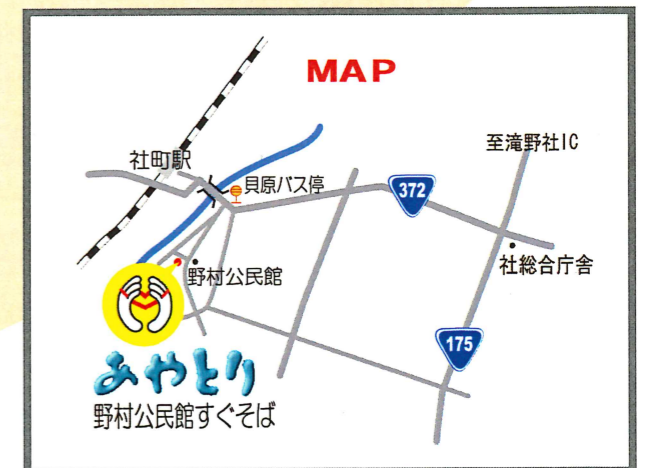 MAP
至滝野社IC
社町駅
貝原バス停
372
社総合庁舎
野村公民館
175
あやとり
野村公民館すぐそば